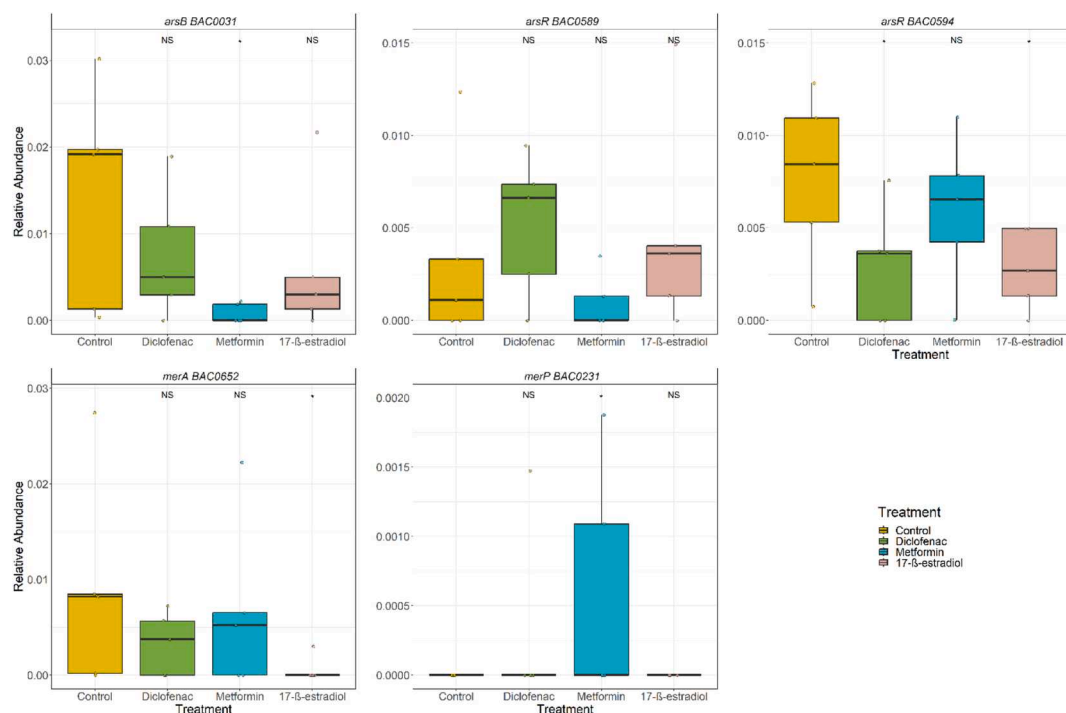 arsB BAC0031
NS * NS
0.03
0.02
0.01
0.00
Relative Abundance
Control Diclofenac Metformin 17-ß-estradiol
arsR BAC0589
NS NS NS
0.015
0.010
0.005
0.000
Control Diclofenac Metformin 17-ß-estradiol
arsR BAC0594
* NS *
0.015
0.010
0.005
0.000
Control Diclofenac Metformin 17-ß-estradiol
Treatment
merA BAC0652
NS NS *
0.03
0.02
0.01
0.00
Relative Abundance
Control Diclofenac Metformin 17-ß-estradiol
Treatment
merP BAC0231
NS * NS
0.0020
0.0015
0.0010
0.0005
0.0000
Control Diclofenac Metformin 17-ß-estradiol
Treatment
Treatment
Control
Diclofenac
Metformin
17-ß-estradiol